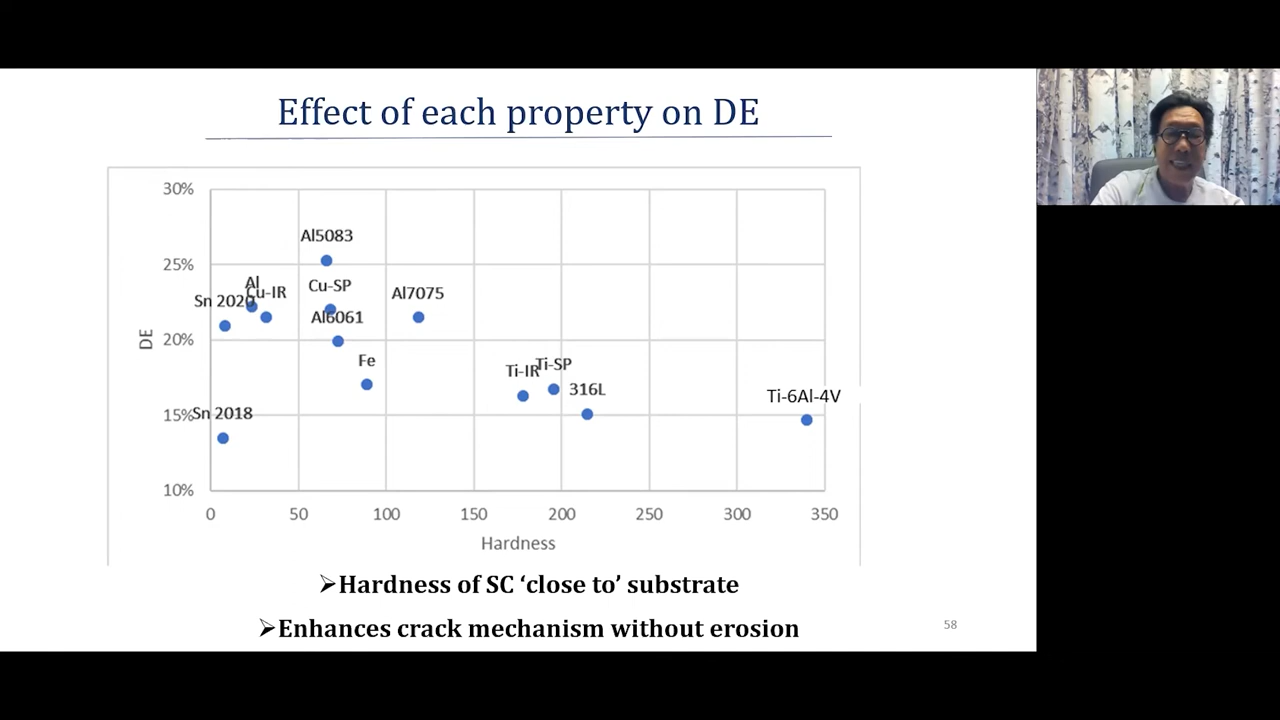 Effect of each property on DE
30%
25%
20%
15%
10%
DE
Al5083
Al
Cu-IR
Cu-SP
Sn 2020
Al7075
Al6061
Fe
Ti-IR
Ti-SP
316L
Ti-6Al-4V
Sn 2018
0 50 100 150 200 250 300 350
Hardness
➢Hardness of SC ‘close to’ substrate
➢Enhances crack mechanism without erosion
58